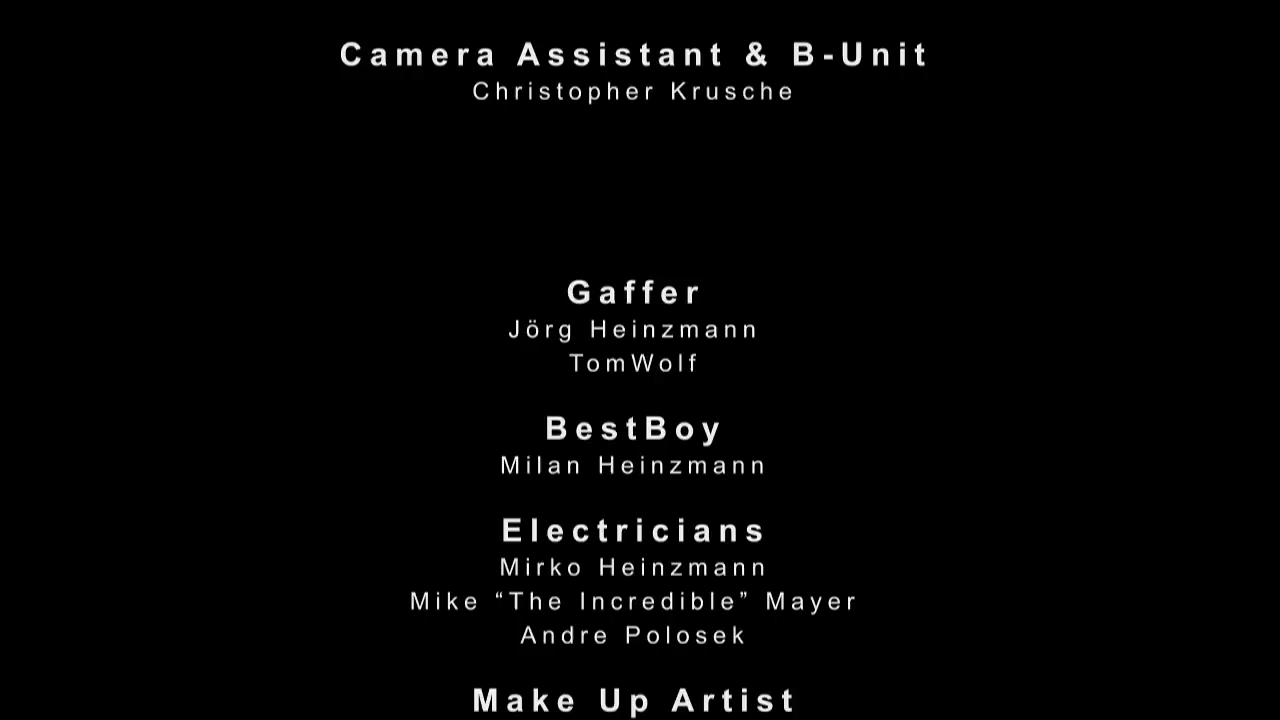 Camera Assistant & B-Unit
Christopher Krusche
Gaffer
Jörg Heinzmann
TomWolf
BestBoy
Milan Heinzmann
Electricians
Mirko Heinzmann
Mike “The Incredible” Mayer
Andre Polosek
Make Up Artist